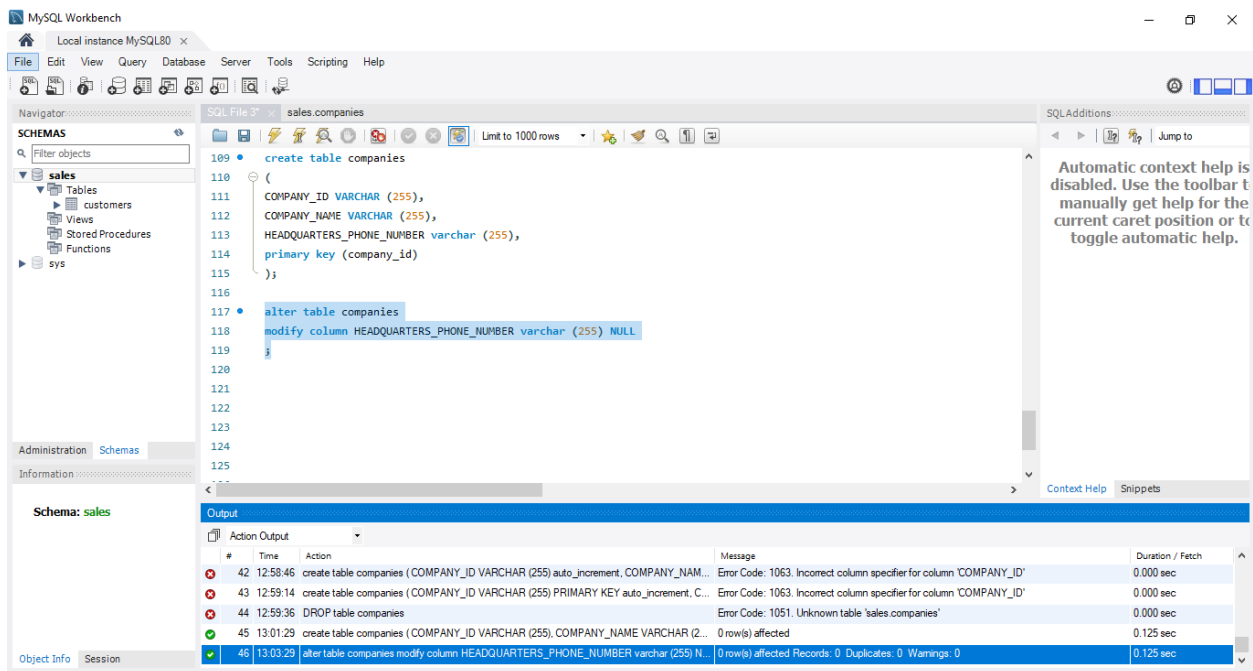 MySQL Workbench
Local instance MySQL80
File Edit View Query Database Server Tools Scripting Help
Navigator
SCHEMAS
Filter objects
sales
Tables
customers
Views
Stored Procedures
Functions
sys
Administration Schemas
Information
Schema: sales
Object Info Session
SQL File 3* sales.companies
Limit to 1000 rows
109 create table companies
110 (
111 COMPANY_ID VARCHAR (255),
112 COMPANY_NAME VARCHAR (255),
113 HEADQUARTERS_PHONE_NUMBER varchar (255),
114 primary key (company_id)
115 );
116
117 alter table companies
118 modify column HEADQUARTERS_PHONE_NUMBER varchar (255) NULL
119 ;
120
121
122
123
124
125
SQLAdditions
Jump to
Automatic context help is
disabled. Use the toolbar t
manually get help for the
current caret position or to
toggle automatic help.
Context Help Snippets
Output
Action Output
# Time Action Message Duration / Fetch
42 12:58:46 create table companies ( COMPANY_ID VARCHAR (255) auto_increment, COMPANY_NAM... Error Code: 1063. Incorrect column specifier for column 'COMPANY_ID' 0.000 sec
43 12:59:14 create table companies ( COMPANY_ID VARCHAR (255) PRIMARY KEY auto_increment, C... Error Code: 1063. Incorrect column specifier for column 'COMPANY_ID' 0.000 sec
44 12:59:36 DROP table companies Error Code: 1051. Unknown table 'sales.companies' 0.000 sec
45 13:01:29 create table companies ( COMPANY_ID VARCHAR (255), COMPANY_NAME VARCHAR (2... 0 row(s) affected 0.125 sec
46 13:03:29 alter table companies modify column HEADQUARTERS_PHONE_NUMBER varchar (255) N... 0 row(s) affected Records: 0 Duplicates: 0 Warnings: 0 0.125 sec